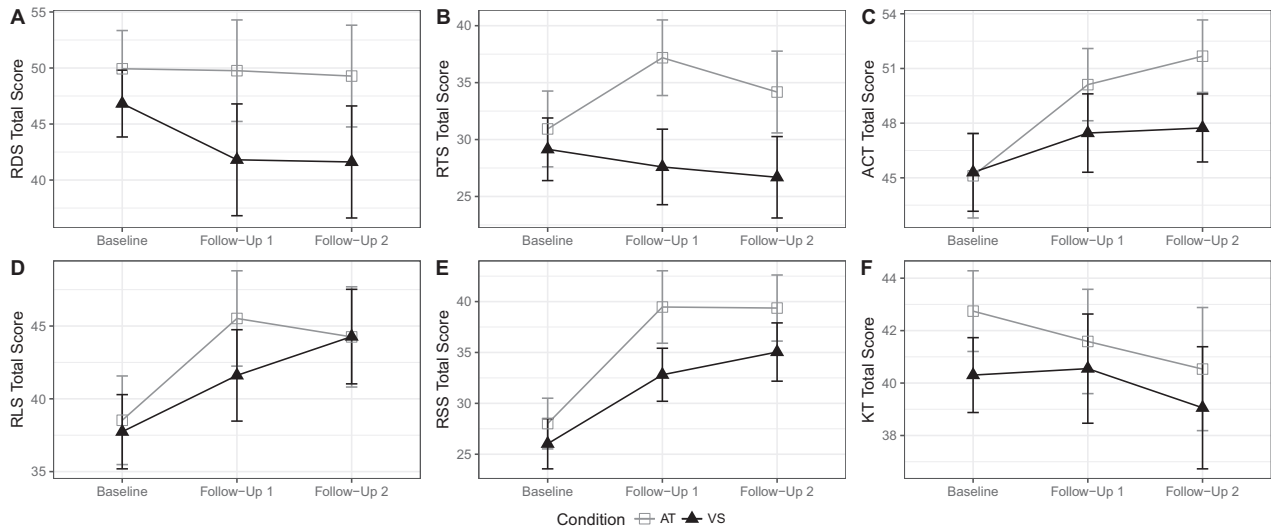 A
RDS Total Score
55
50
45
40
Baseline Follow−Up 1 Follow−Up 2
B
RTS Total Score
40
35
30
25
Baseline Follow−Up 1 Follow−Up 2
C
ACT Total Score
54
51
48
45
Baseline Follow−Up 1 Follow−Up 2
D
RLS Total Score
45
40
35
Baseline Follow−Up 1 Follow−Up 2
E
RSS Total Score
40
35
30
25
Baseline Follow−Up 1 Follow−Up 2
F
KT Total Score
44
42
40
38
Baseline Follow−Up 1 Follow−Up 2
Condition AT VS